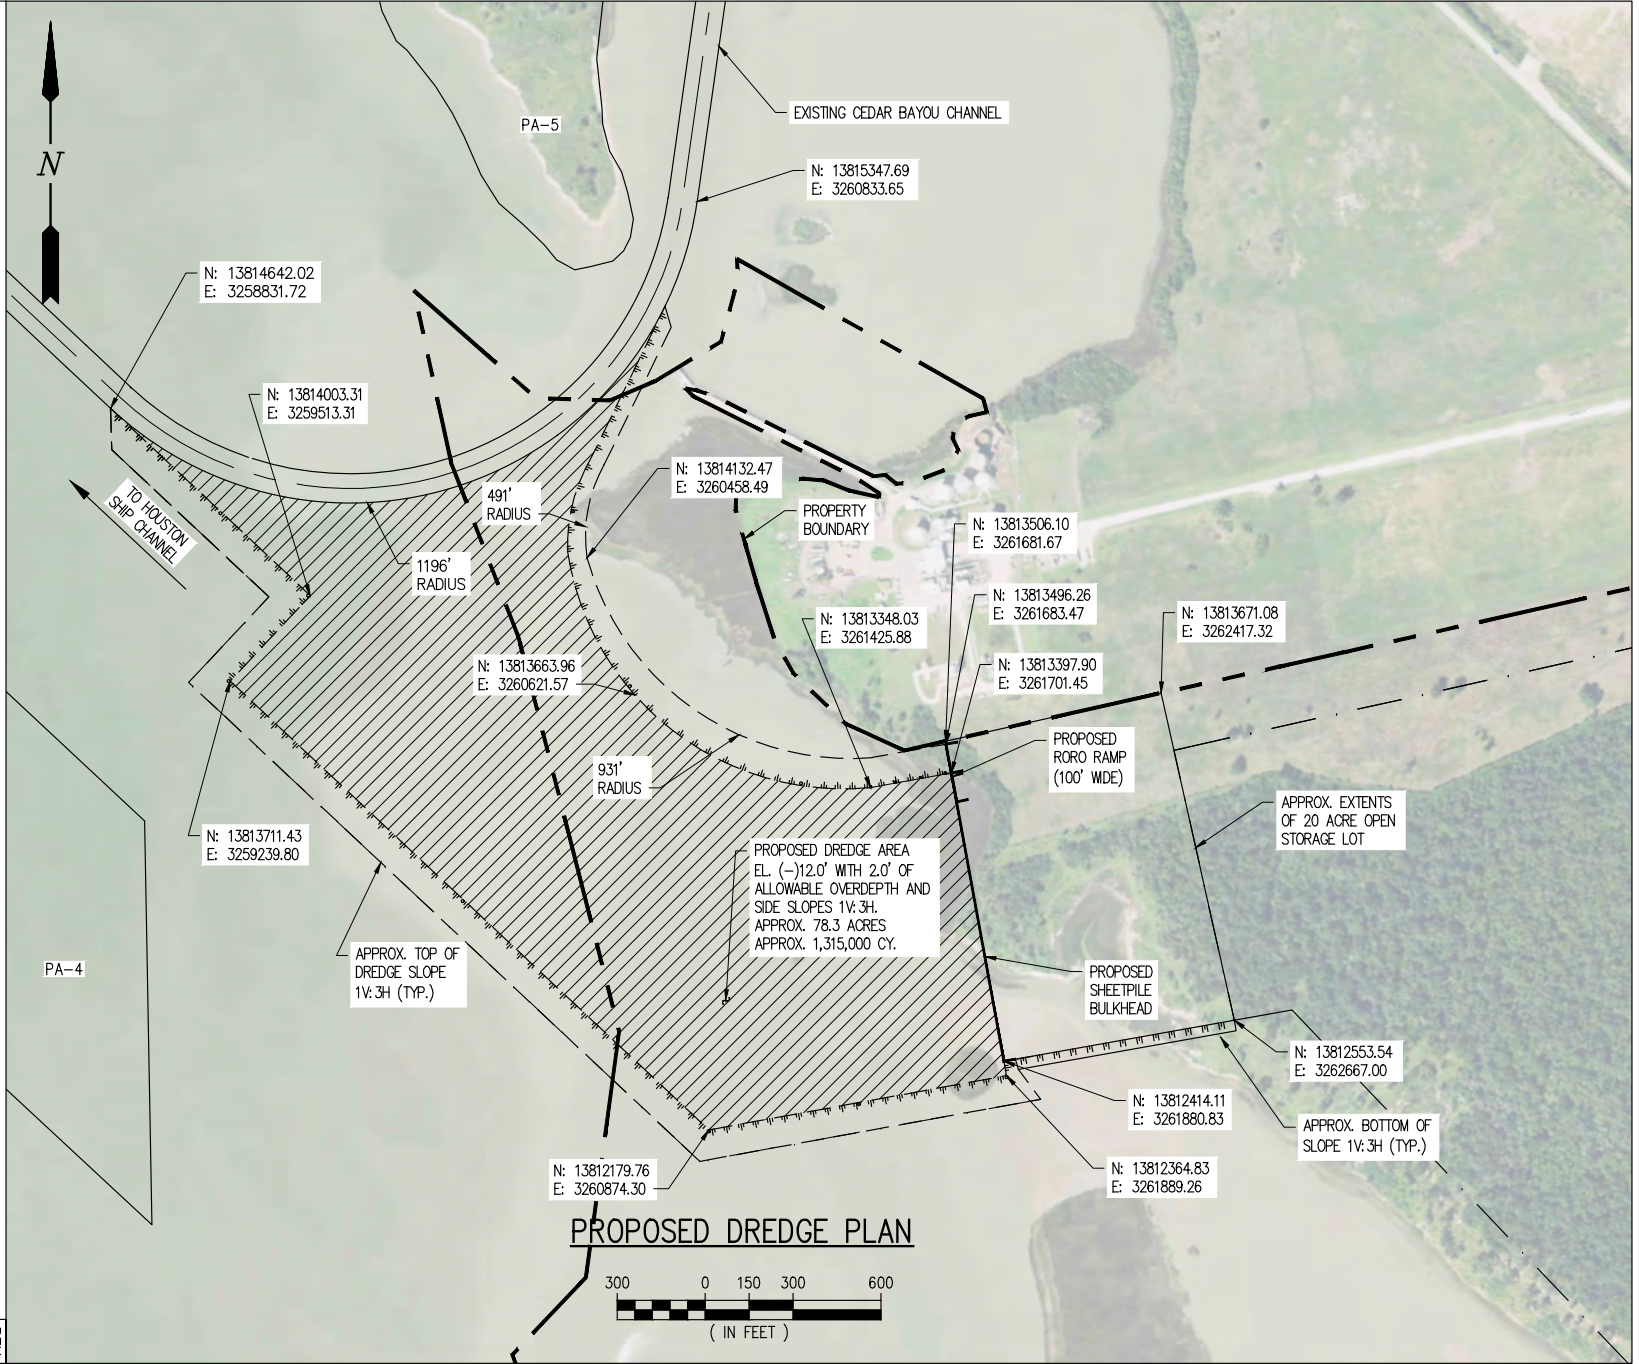 PA-5
EXISTING CEDAR BAYOU CHANNEL
N
N: 13815347.69
E: 3260833.65
N: 13814642.02
E: 3258831.72
N: 13814003.31
E: 3259513.31
N: 13814132.47
E: 3260458.49
491'
RADIUS
PROPERTY
BOUNDARY
TO HOUSTON
SHIP CHANNEL
N: 13813506.10
E: 3261681.67
1196'
RADIUS
N: 13813496.26
E: 3261683.47
N: 13813671.08
E: 3262417.32
N: 13813348.03
E: 3261425.88
N: 13813663.96
E: 3260621.57
N: 13813397.90
E: 3261701.45
PROPOSED
RORO RAMP
(100' WIDE)
931'
RADIUS
APPROX. EXTENTS
OF 20 ACRE OPEN
STORAGE LOT
N: 13813711.43
E: 3259239.80
PROPOSED DREDGE AREA
EL. (-)12.0' WITH 2.0' OF
ALLOWABLE OVERDEPTH AND
SIDE SLOPES 1V:3H.
APPROX. 78.3 ACRES
APPROX. 1,315,000 CY.
PA-4
APPROX. TOP OF
DREDGE SLOPE
1V:3H (TYP.)
PROPOSED
SHEETPILE
BULKHEAD
N: 13812553.54
E: 3262667.00
N: 13812414.11
E: 3261880.83
APPROX. BOTTOM OF
SLOPE 1V:3H (TYP.)
N: 13812179.76
E: 3260874.30
N: 13812364.83
E: 3261889.26
PROPOSED DREDGE PLAN
300 0 150 300 600
( IN FEET )